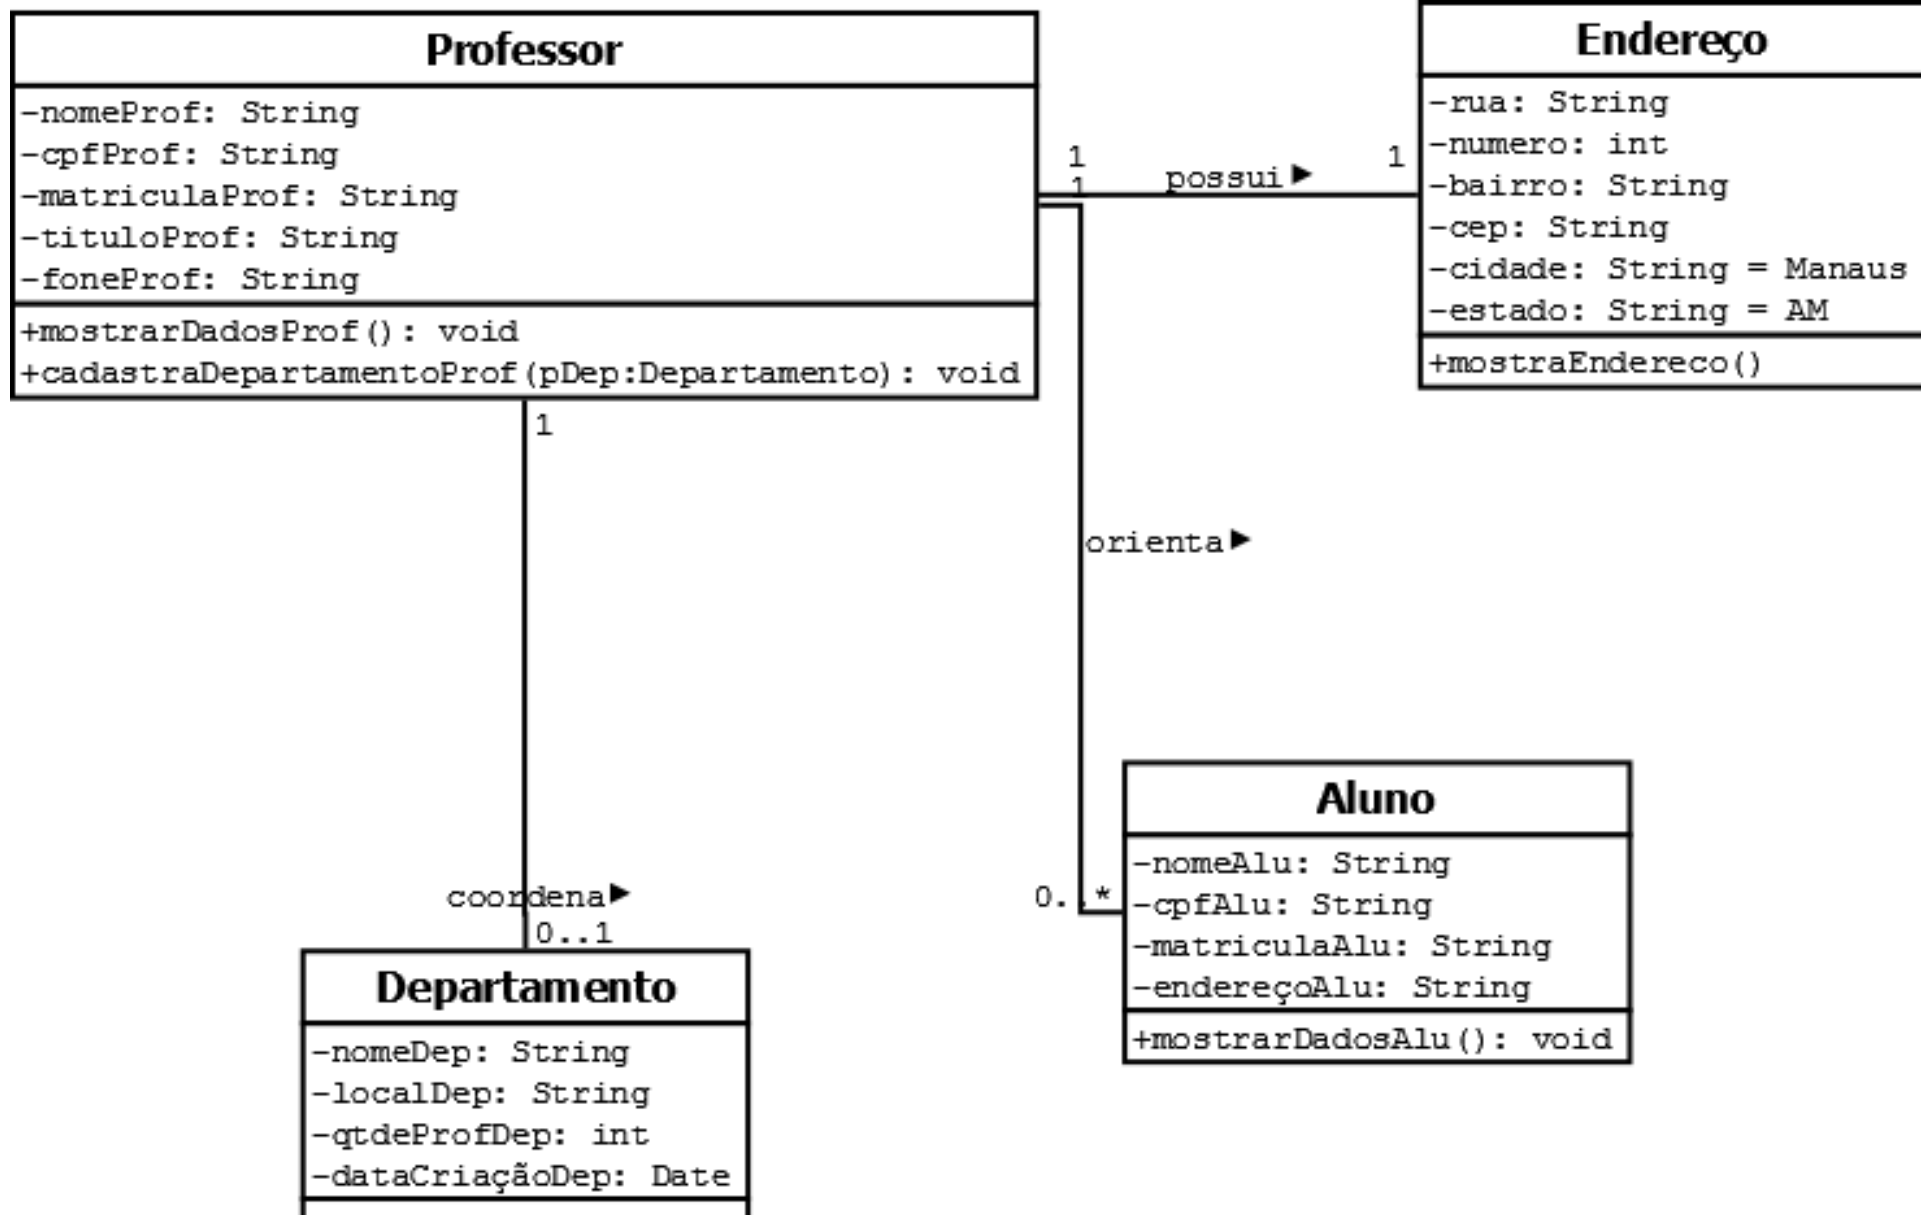 Professor
-nomeProf: String
-cpfProf: String
-matriculaProf: String
-tituloProf: String
-foneProf: String
+mostrarDadosProf(): void
+cadastraDepartamentoProf(pDep:Departamento): void
1
1
possui►
1
Endereço
-rua: String
-numero: int
-bairro: String
-cep: String
-cidade: String = Manaus
-estado: String = AM
+mostraEndereco()
1
orienta►
0..*
coordena►
0..1
Aluno
-nomeAlu: String
-cpfAlu: String
-matriculaAlu: String
-endereçoAlu: String
+mostrarDadosAlu(): void
Departamento
-nomeDep: String
-localDep: String
-qtdeProfDep: int
-dataCriaçãoDep: Date